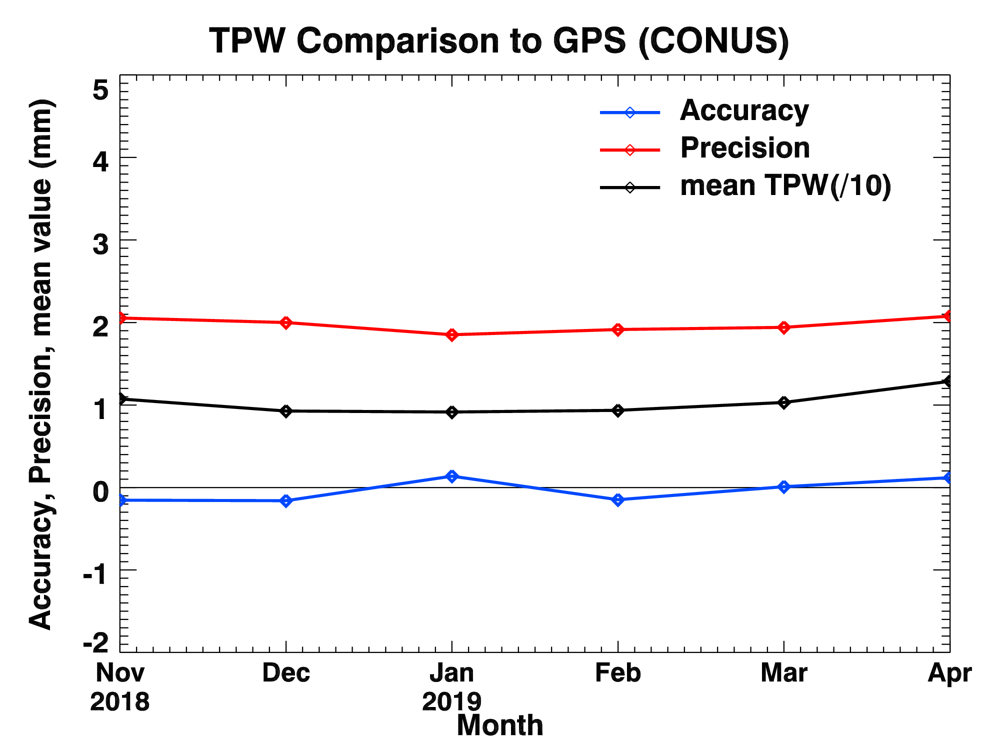 TPW Comparison to GPS (CONUS)
Accuracy, Precision, mean value (mm)
5
4
3
2
1
0
-1
-2
Accuracy
Precision
mean TPW(/10)
Nov Dec Jan Feb Mar Apr
2018 2019
Month